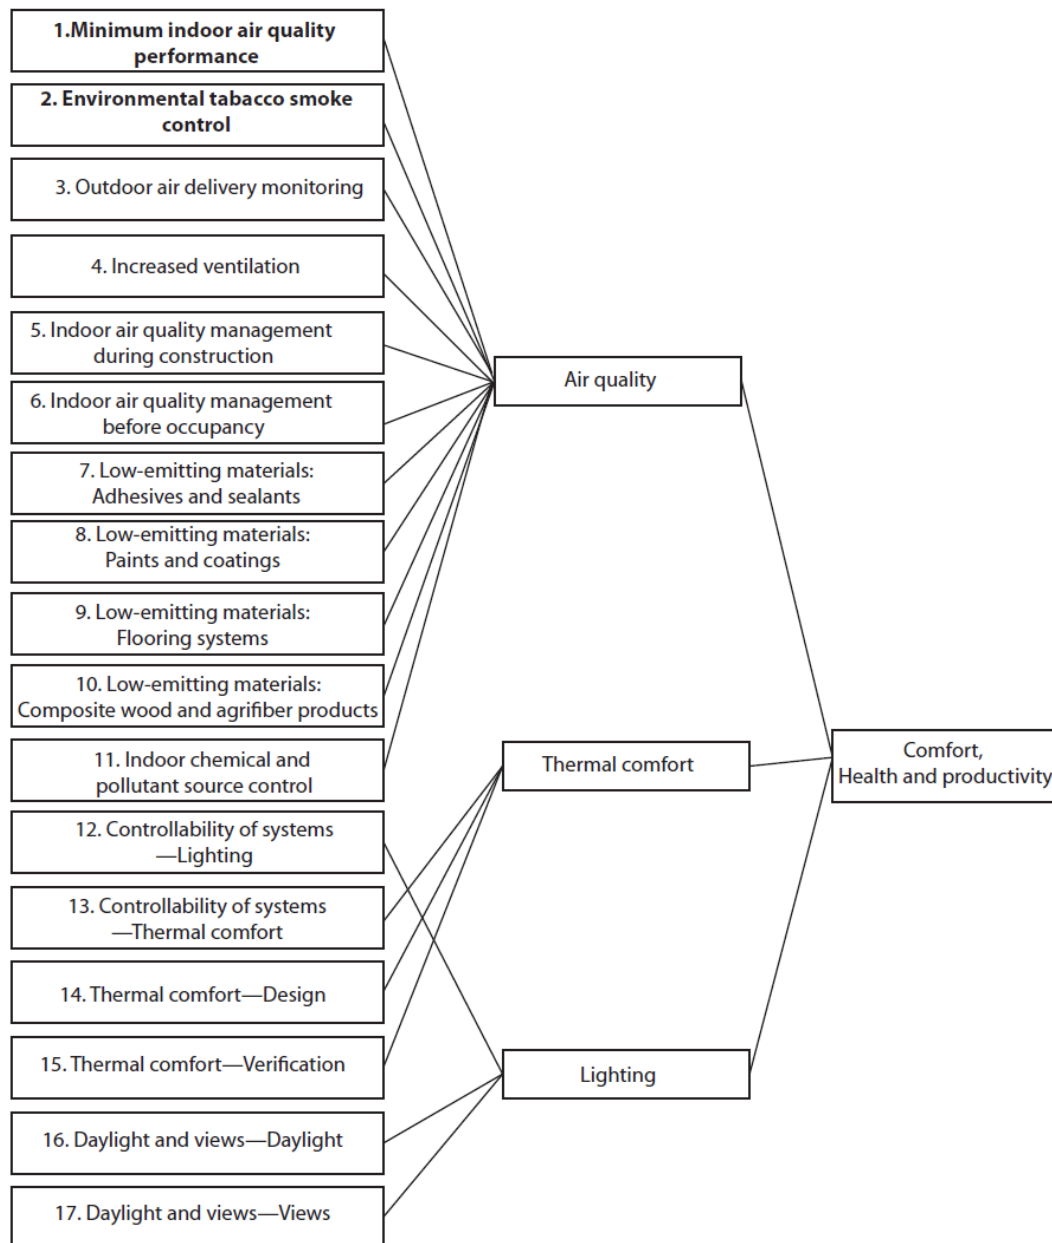 1.Minimum indoor air quality
performance
2. Environmental tabacco smoke
control
3. Outdoor air delivery monitoring
4. Increased ventilation
5. Indoor air quality management
during construction
6. Indoor air quality management
before occupancy
7. Low-emitting materials:
Adhesives and sealants
8. Low-emitting materials:
Paints and coatings
9. Low-emitting materials:
Flooring systems
10. Low-emitting materials:
Composite wood and agrifiber products
11. Indoor chemical and
pollutant source control
12. Controllability of systems
—Lighting
13. Controllability of systems
—Thermal comfort
14. Thermal comfort—Design
15. Thermal comfort—Verification
16. Daylight and views—Daylight
17. Daylight and views—Views
Air quality
Thermal comfort
Lighting
Comfort,
Health and productivity